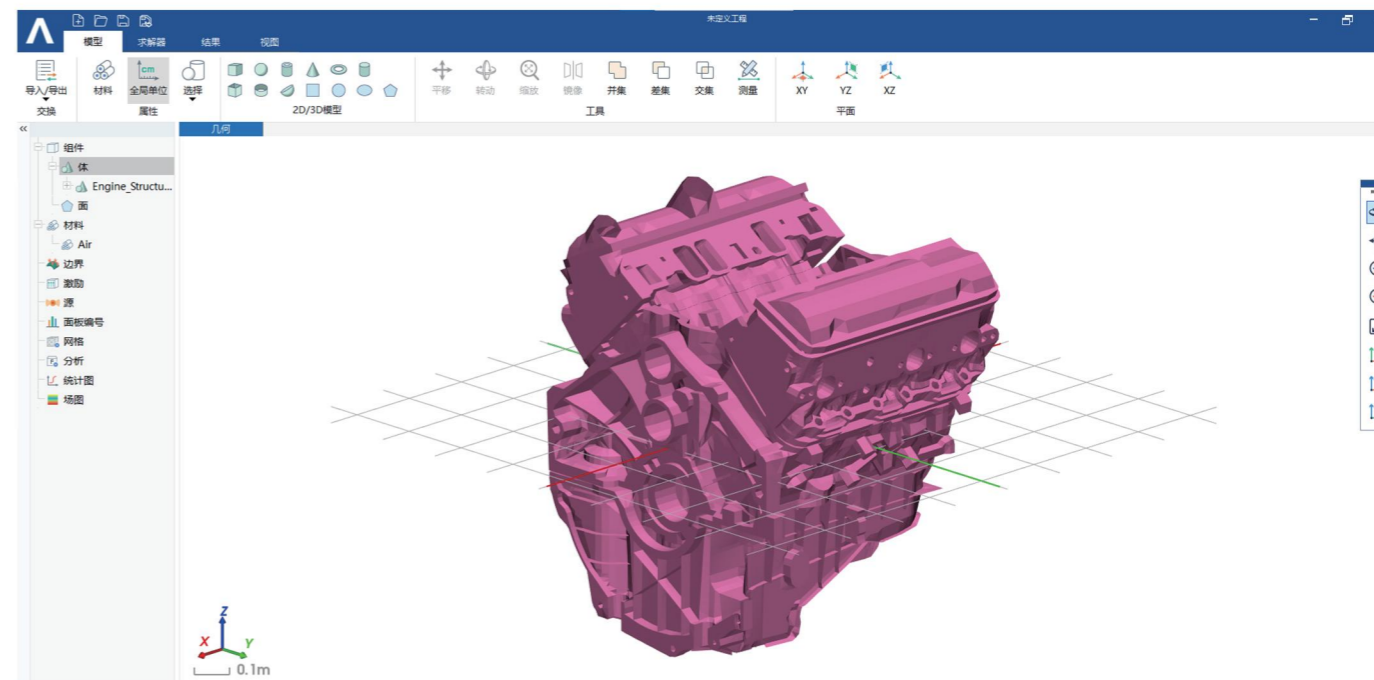 未定义工程
模型 求解器 结果 视图
导入/导出 材料 全局单位 选择 平移 转动 缩放 镜像 并集 差集 交集 测量 XY YZ XZ
cm
交换 属性 2D/3D模型 工具 平面
几何
组件
体
Engine_Structu...
面
材料
Air
边界
激励
源
面板编号
网格
分析
统计图
场图
Z
X Y
0.1m